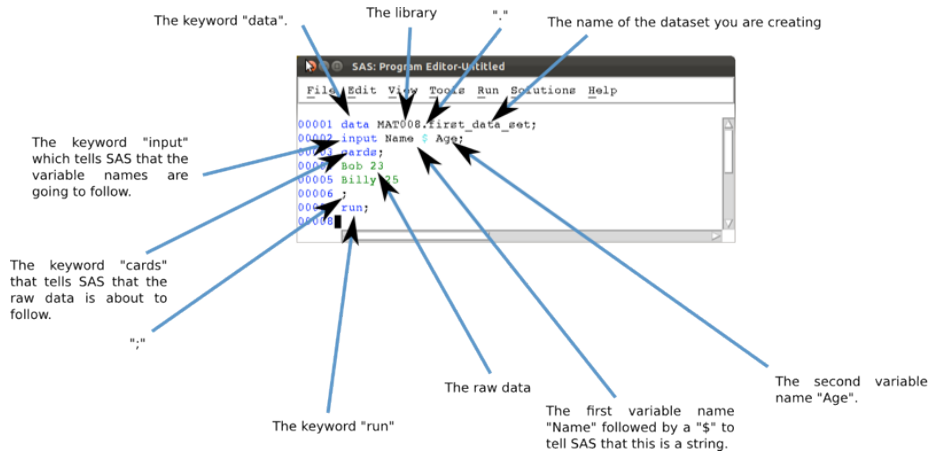 The keyword "data".
The library
"."
The name of the dataset you are creating
SAS: Program Editor-Untitled
File Edit View Tools Run Solutions Help
00001 data MAT008.first_data_set;
00002 input Name $ Age;
cards;
Bob 23
00005 Billy 25
00006 ;
run;
00008
The keyword "input"
which tells SAS that the
variable names are
going to follow.
The keyword "cards"
that tells SAS that the
raw data is about to
follow.
";"
The keyword "run"
The raw data
The first variable name
"Name" followed by a "$" to
tell SAS that this is a string.
The second variable
name "Age".